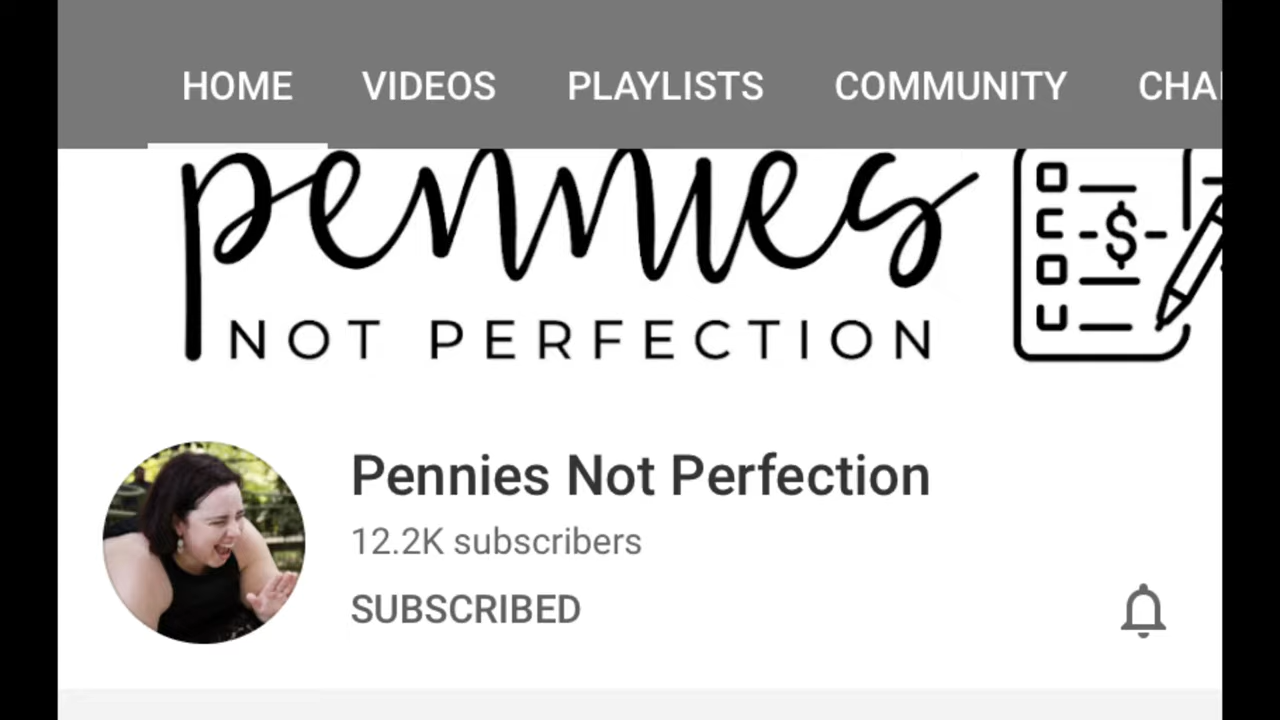 HOME VIDEOS PLAYLISTS COMMUNITY
pennies
NOT PERFECTION
$
Pennies Not Perfection
12.2K subscribers
SUBSCRIBED